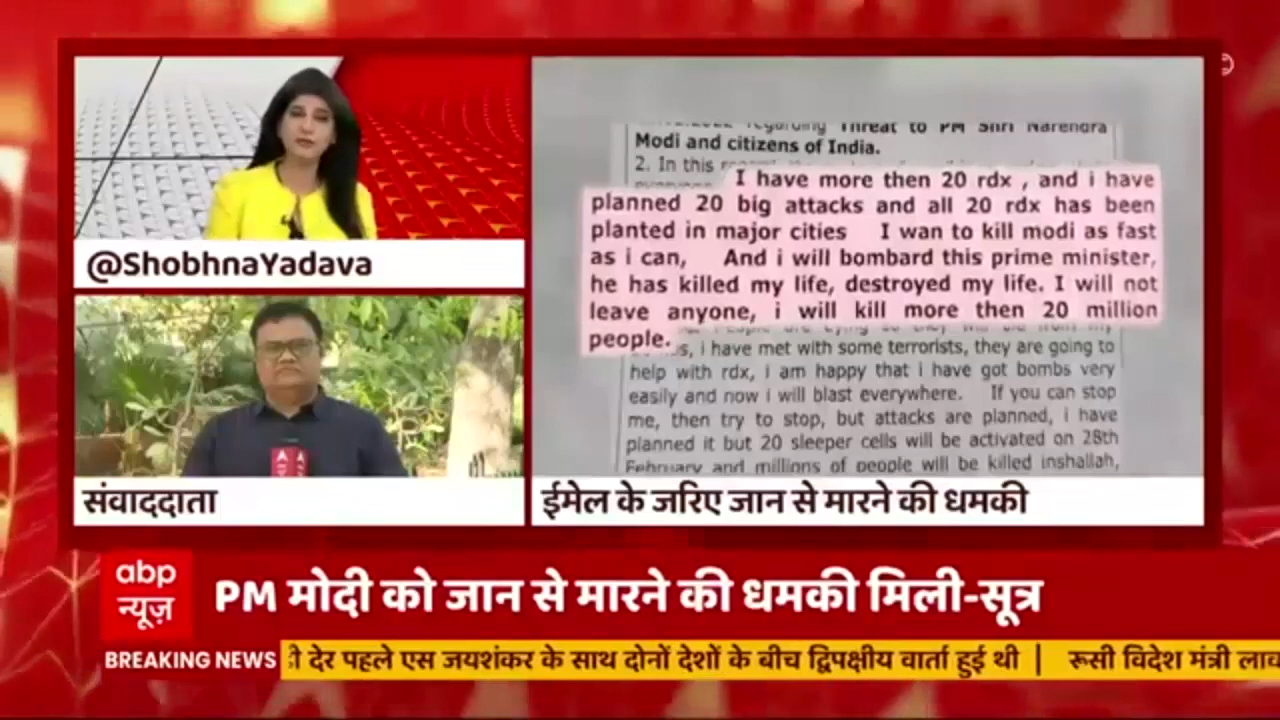 @ShobhnaYadava
संवाददाता
regarding Threat to PM Shri Narendra
Modi and citizens of India.
2. In this
I have more then 20 rdx , and i have
planned 20 big attacks and all 20 rdx has been
planted in major cities I wan to kill modi as fast
as i can, And i will bombard this prime minister,
he has killed my life, destroyed my life. I will not
leave anyone, i will kill more then 20 million
people.
i have met with some terrorists, they are going to
help with rdx, i am happy that i have got bombs very
easily and now i will blast everywhere. If you can stop
me, then try to stop, but attacks are planned, i have
planned it but 20 sleeper cells will be activated on 28th
February and millions of people will be killed inshallah,
ईमेल के जरिए जान से मारने की धमकी
abp
न्यूज़
PM मोदी को जान से मारने की धमकी मिली-सूत्र
BREAKING NEWS
देर पहले एस जयशंकर के साथ दोनों देशों के बीच द्विपक्षीय वार्ता हुई थी | रूसी विदेश मंत्री